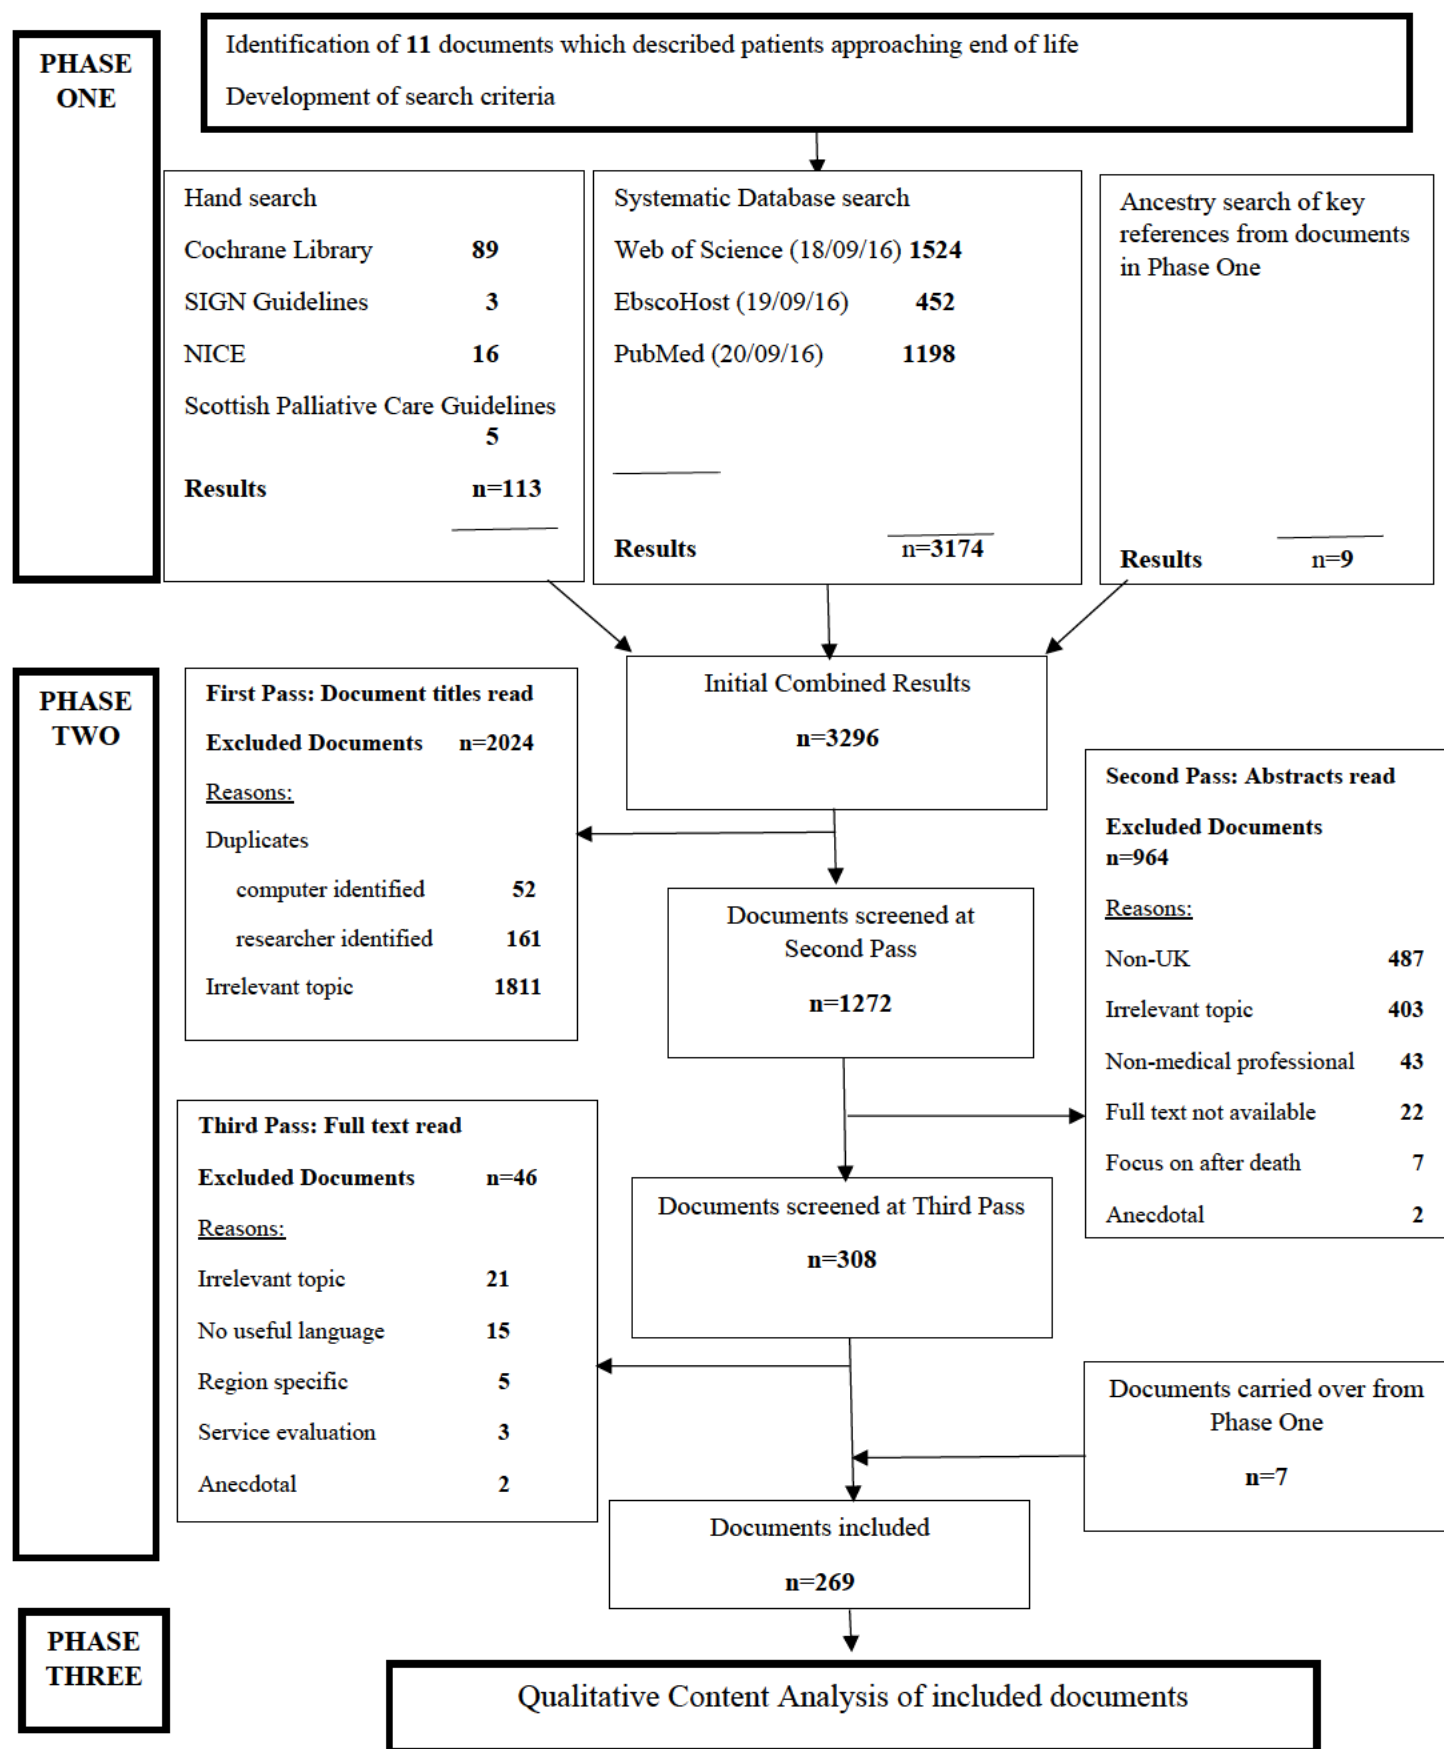 PHASE
ONE
Identification of 11 documents which described patients approaching end of life
Development of search criteria
Hand search
Cochrane Library 89
SIGN Guidelines 3
NICE 16
Scottish Palliative Care Guidelines
5
Results n=113
Systematic Database search
Web of Science (18/09/16) 1524
EbscoHost (19/09/16) 452
PubMed (20/09/16) 1198
Results n=3174
Ancestry search of key
references from documents
in Phase One
Results n=9
PHASE
TWO
Initial Combined Results
n=3296
First Pass: Document titles read
Excluded Documents n=2024
Reasons:
Duplicates
computer identified 52
researcher identified 161
Irrelevant topic 1811
Documents screened at
Second Pass
n=1272
Second Pass: Abstracts read
Excluded Documents
n=964
Reasons:
Non-UK 487
Irrelevant topic 403
Non-medical professional 43
Full text not available 22
Focus on after death 7
Anecdotal 2
Documents screened at Third Pass
n=308
Third Pass: Full text read
Excluded Documents n=46
Reasons:
Irrelevant topic 21
No useful language 15
Region specific 5
Service evaluation 3
Anecdotal 2
Documents carried over from
Phase One
n=7
Documents included
n=269
PHASE
THREE
Qualitative Content Analysis of included documents